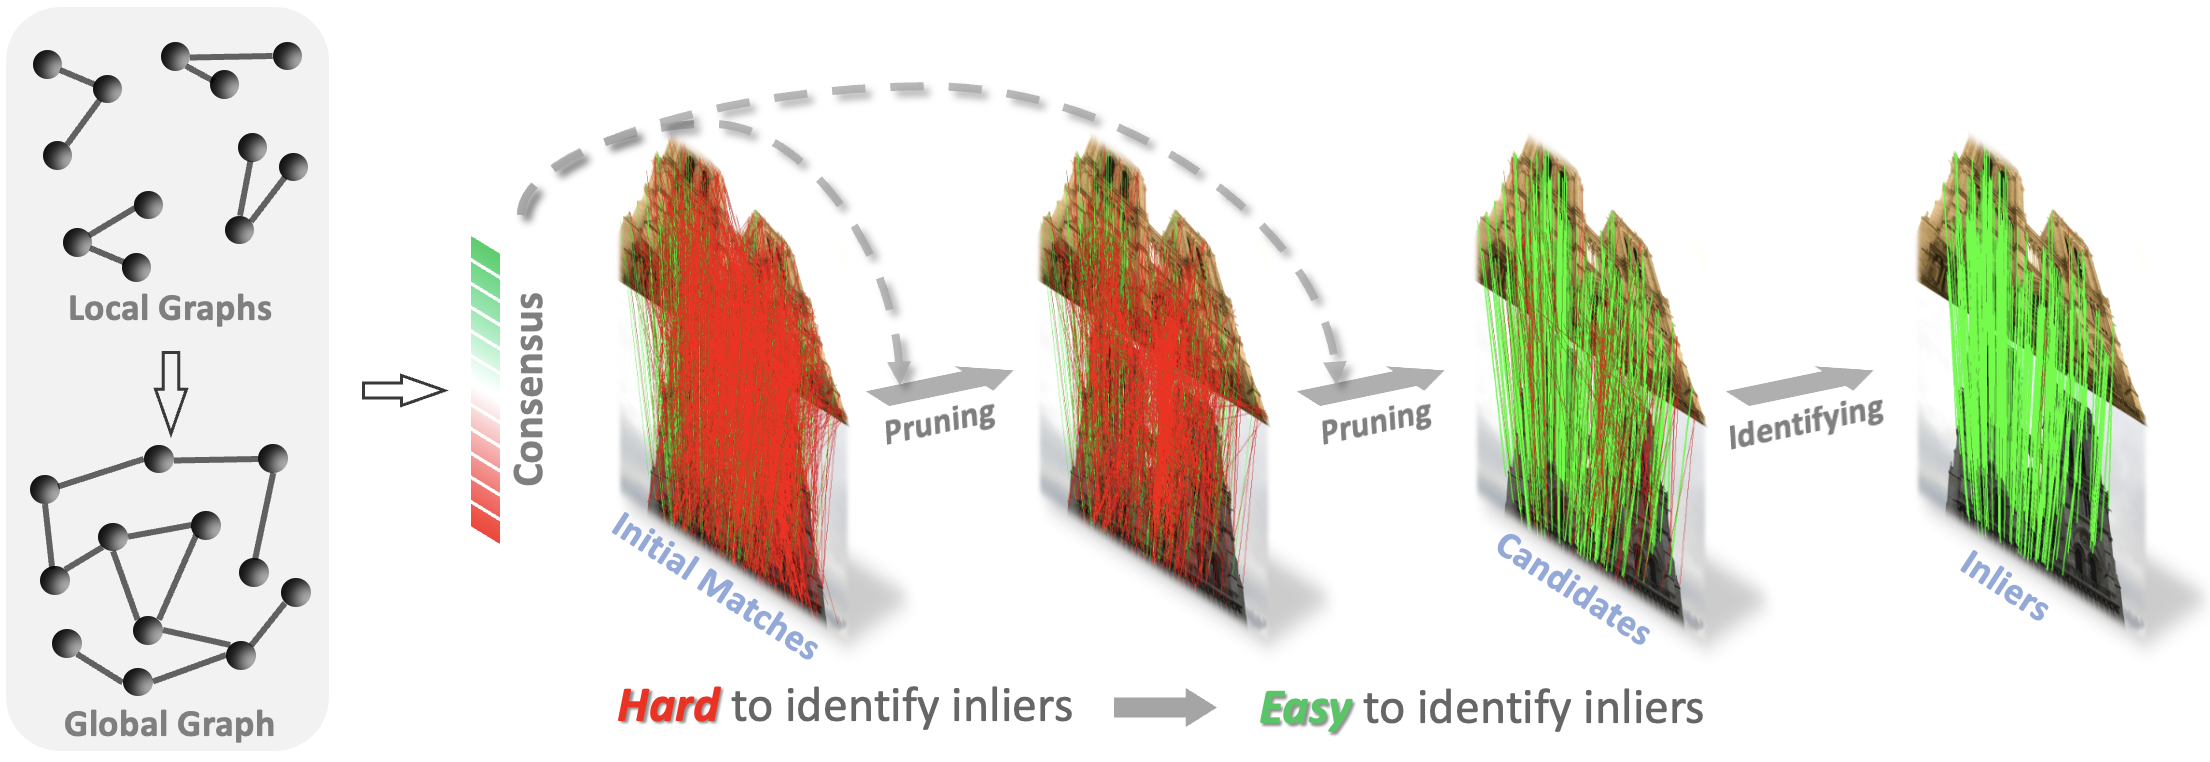 Local Graphs
Global Graph
Consensus
Initial Matches
Pruning
Pruning
Candidates
Identifying
Inliers
Hard to identify inliers
Easy to identify inliers